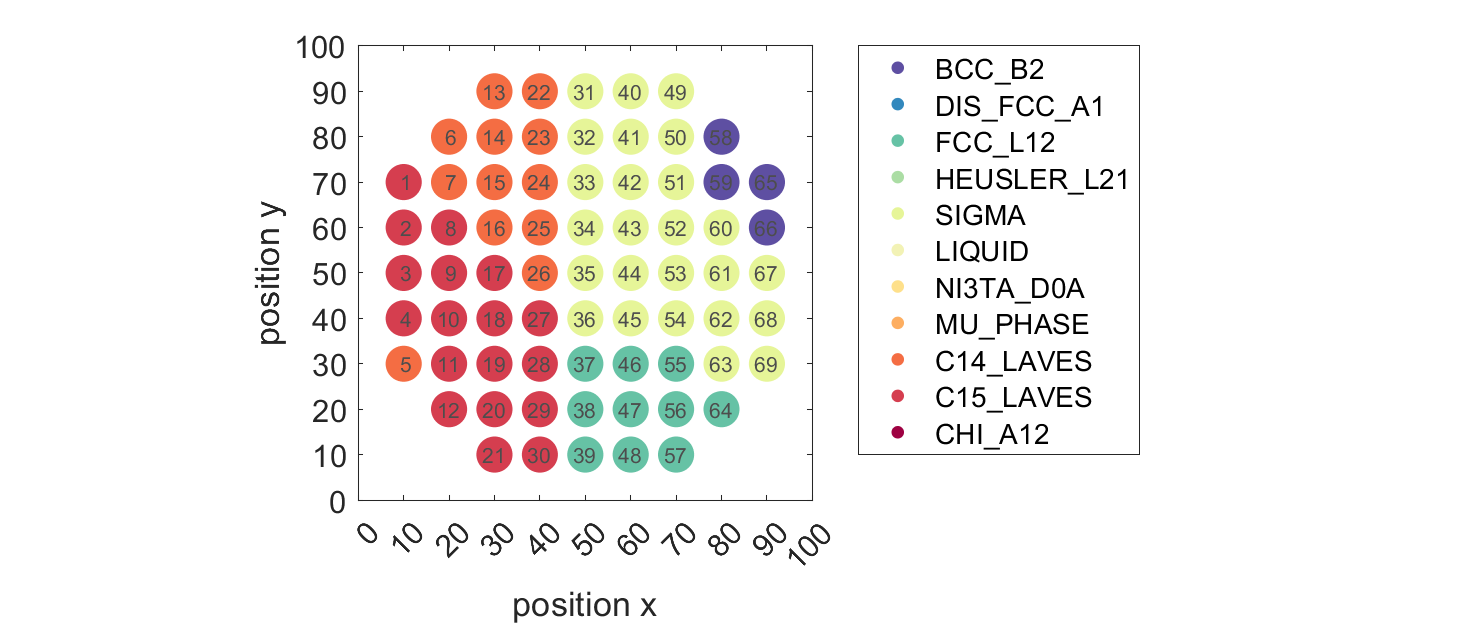 100
90
80
70
60
50
40
30
20
10
0
position y
13 22 31 40 49
6 14 23 32 41 50 58
1 7 15 24 33 42 51 59 65
2 8 16 25 34 43 52 60 66
3 9 17 26 35 44 53 61 67
4 10 18 27 36 45 54 62 68
5 11 19 28 37 46 55 63 69
12 20 29 38 47 56 64
21 30 39 48 57
0 10 20 30 40 50 60 70 80 90 100
position x
BCC_B2
DIS_FCC_A1
FCC_L12
HEUSLER_L21
SIGMA
LIQUID
NI3TA_D0A
MU_PHASE
C14_LAVES
C15_LAVES
CHI_A12